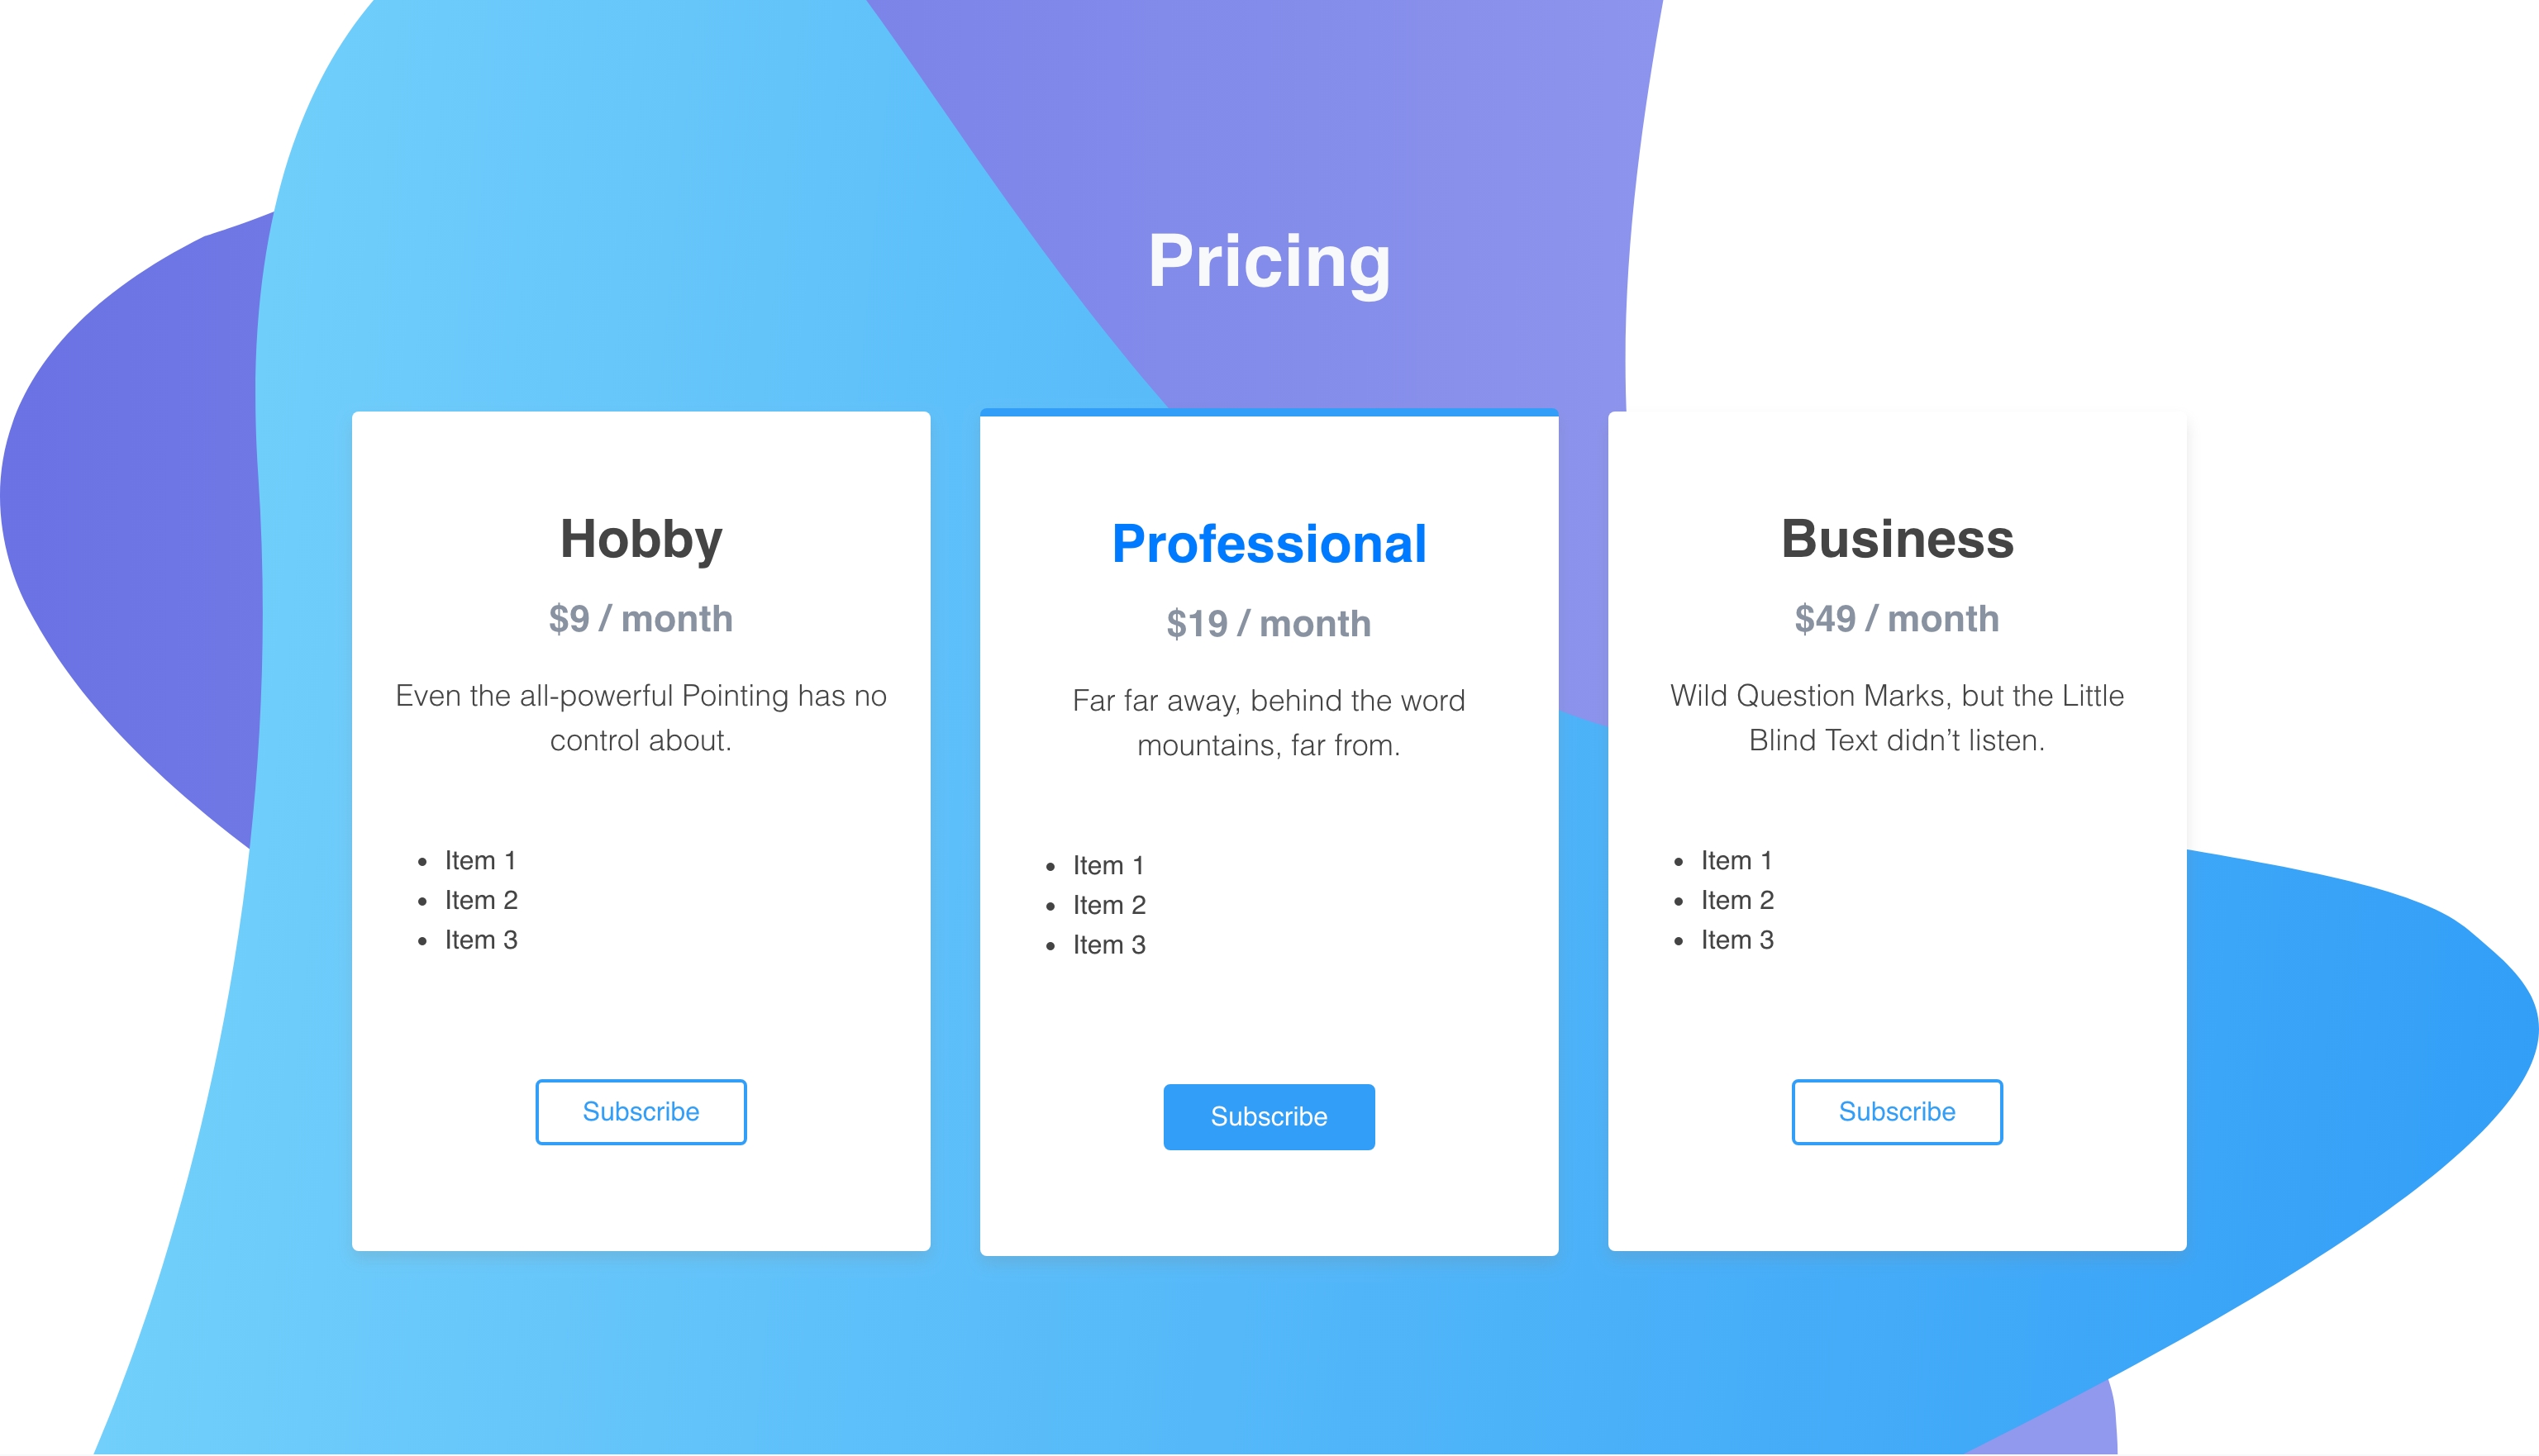 Pricing
Hobby
$9 / month
Even the all-powerful Pointing has no
control about.
• Item 1
• Item 2
• Item 3
Subscribe
Professional
$19 / month
Far far away, behind the word
mountains, far from.
• Item 1
• Item 2
• Item 3
Subscribe
Business
$49 / month
Wild Question Marks, but the Little
Blind Text didn’t listen.
• Item 1
• Item 2
• Item 3
Subscribe